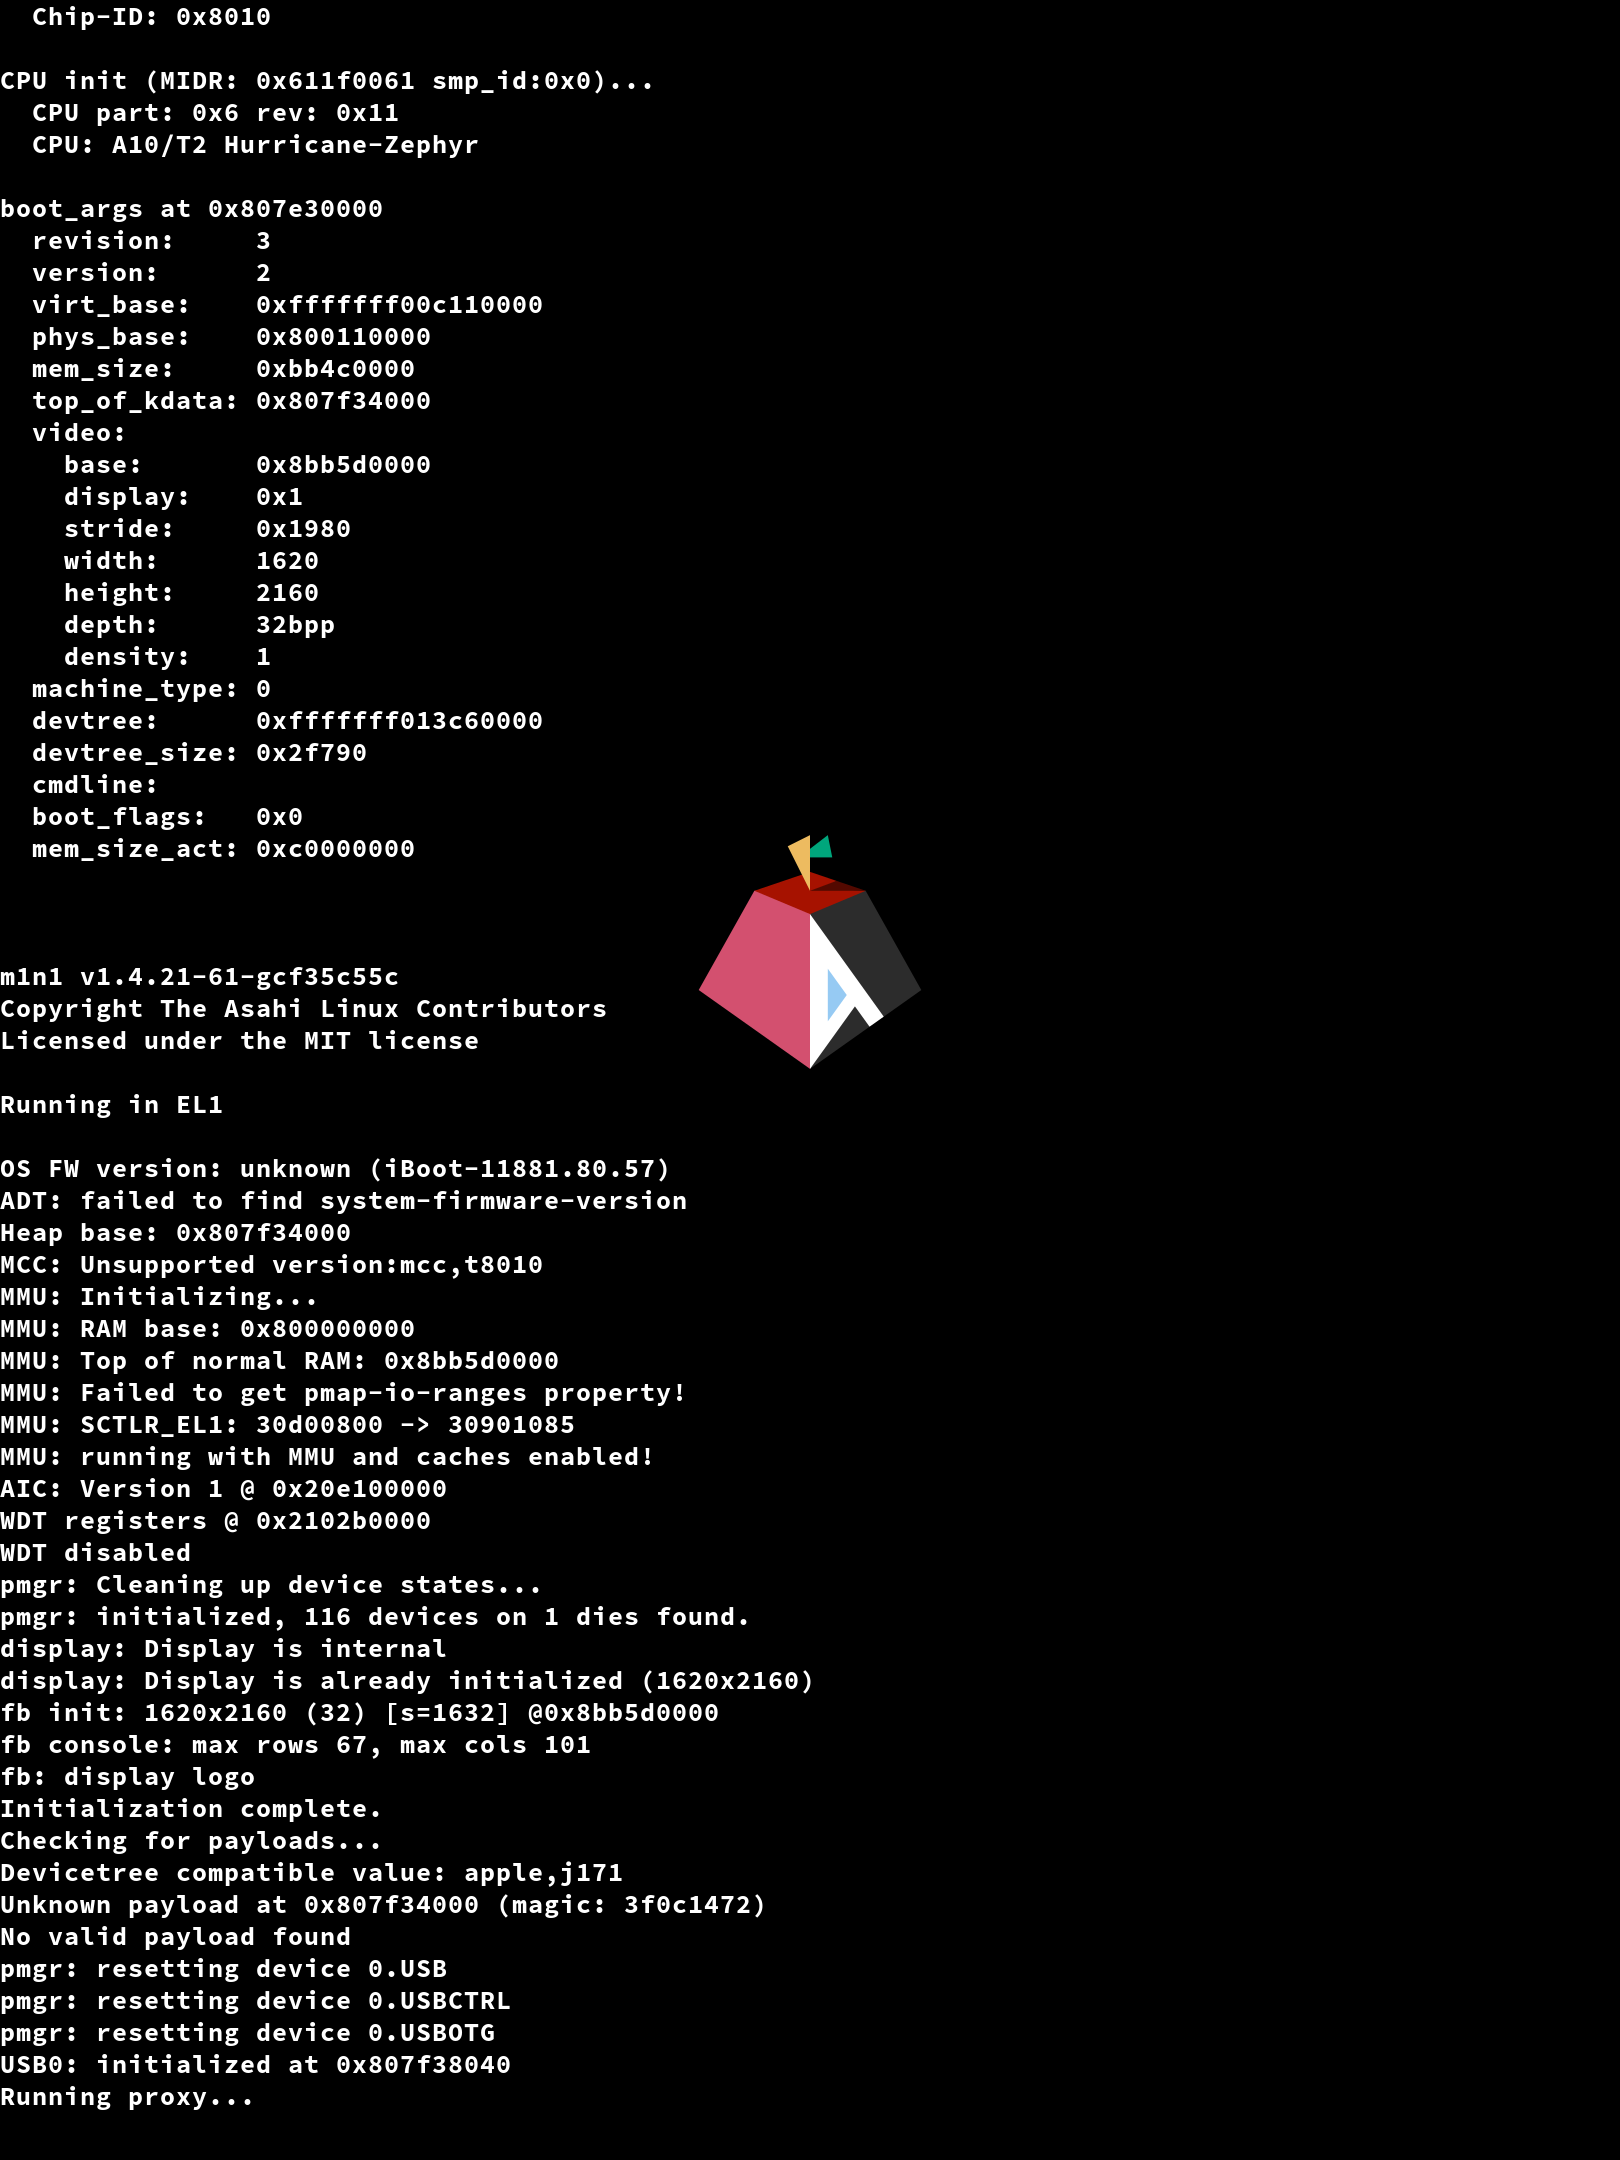 Chip-ID: 0x8010
CPU init (MIDR: 0x611f0061 smp_id:0x0)...
CPU part: 0x6 rev: 0x11
CPU: A10/T2 Hurricane-Zephyr
boot_args at 0x807e30000
revision: 3
version: 2
virt_base: 0xfffffff00c110000
phys_base: 0x800110000
mem_size: 0xbb4c0000
top_of_kdata: 0x807f34000
video:
base: 0x8bb5d0000
display: 0x1
stride: 0x1980
width: 1620
height: 2160
depth: 32bpp
density: 1
machine_type: 0
devtree: 0xfffffff013c60000
devtree_size: 0x2f790
cmdline:
boot_flags: 0x0
mem_size_act: 0xc0000000
m1n1 v1.4.21-61-gcf35c55c
Copyright The Asahi Linux Contributors
Licensed under the MIT license
Running in EL1
OS FW version: unknown (iBoot-11881.80.57)
ADT: failed to find system-firmware-version
Heap base: 0x807f34000
MCC: Unsupported version:mcc,t8010
MMU: Initializing...
MMU: RAM base: 0x800000000
MMU: Top of normal RAM: 0x8bb5d0000
MMU: Failed to get pmap-io-ranges property!
MMU: SCTLR_EL1: 30d00800 -> 30901085
MMU: running with MMU and caches enabled!
AIC: Version 1 @ 0x20e100000
WDT registers @ 0x2102b0000
WDT disabled
pmgr: Cleaning up device states...
pmgr: initialized, 116 devices on 1 dies found.
display: Display is internal
display: Display is already initialized (1620x2160)
fb init: 1620x2160 (32) [s=1632] @0x8bb5d0000
fb console: max rows 67, max cols 101
fb: display logo
Initialization complete.
Checking for payloads...
Devicetree compatible value: apple,j171
Unknown payload at 0x807f34000 (magic: 3f0c1472)
No valid payload found
pmgr: resetting device 0.USB
pmgr: resetting device 0.USBCTRL
pmgr: resetting device 0.USBOTG
USB0: initialized at 0x807f38040
Running proxy...